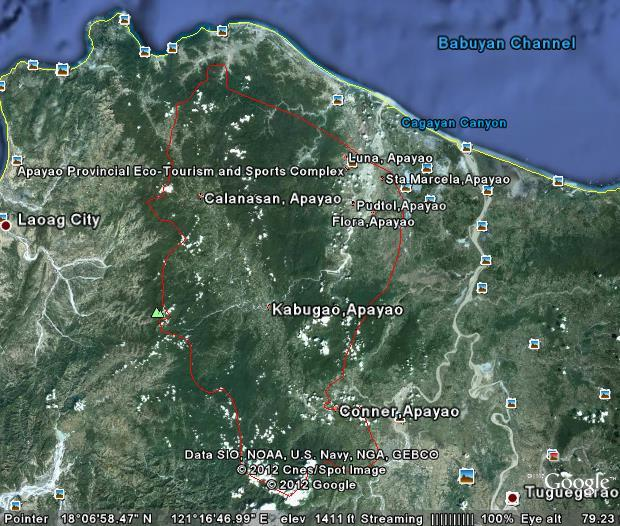 Babuyan Channel
Cagayan Canyon
Luna, Apayao
Apayao Provincial Eco-Tourism and Sports Complex
Sta Marcela,Apayao
Calanasan, Apayao
Pudtol,Apayao
Laoag City
Flora,Apayao
Kabugao,Apayao
Conner,Apayao
Data SIO, NOAA, U.S. Navy, NGA, GEBCO
© 2012 Cnes/Spot Image
© 2012 Google
Google
Tuguegarao
Pointer 18°06'58.47" N 121°16'46.99" E elev 1411 ft Streaming |||||||||| 100% Eye alt 79.23